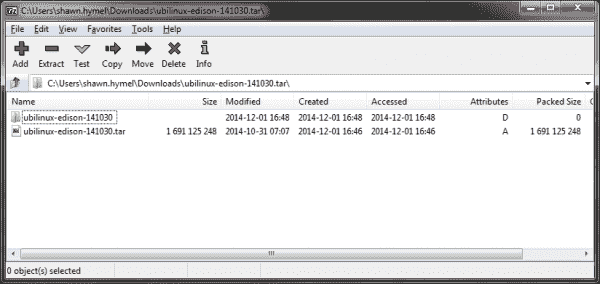 7z C:\Users\shawn.hymel\Downloads\ubilinux-edison-141030.tar\
File Edit View Favorites Tools Help
Add Extract Test Copy Move Delete Info
C:\Users\shawn.hymel\Downloads\ubilinux-edison-141030.tar\
Name Size Modified Created Accessed Attributes Packed Size
ubilinux-edison-141030 2014-12-01 16:48 2014-12-01 16:48 2014-12-01 16:48 D 0
ubilinux-edison-141030.tar 1 691 125 248 2014-10-31 07:07 2014-12-01 16:46 2014-12-01 16:46 A 1 691 125 248
0 object(s) selected